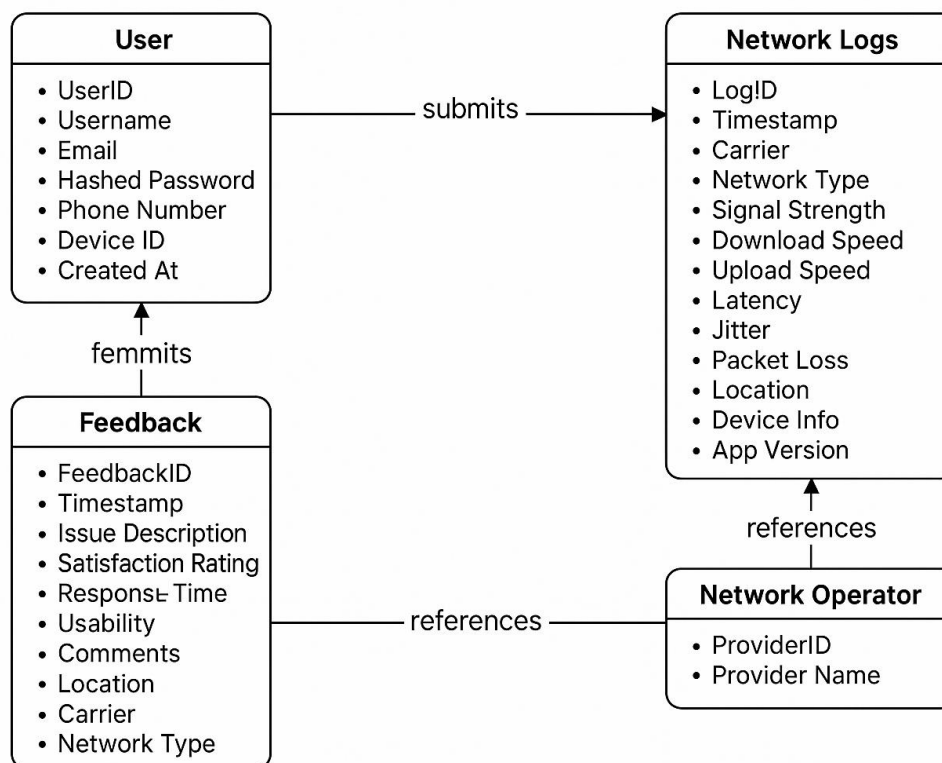 User
• UserID
• Username
• Email
• Hashed Password
• Phone Number
• Device ID
• Created At
submits
Network Logs
• Log!D
• Timestamp
• Carrier
• Network Type
• Signal Strength
• Download Speed
• Upload Speed
• Latency
• Jitter
• Packet Loss
• Location
• Device Info
• App Version
femmits
Feedback
• FeedbackID
• Timestamp
• Issue Description
• Satisfaction Rating
• Response Time
• Usability
• Comments
• Location
• Carrier
• Network Type
references
references
Network Operator
• ProviderID
• Provider Name